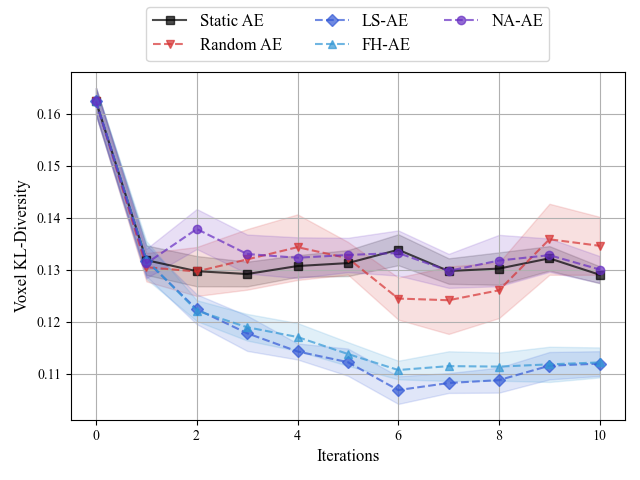 Static AE
Random AE
LS-AE
FH-AE
NA-AE
0.16
0.15
0.14
0.13
0.12
0.11
Voxel KL-Diversity
0 2 4 6 8 10
Iterations